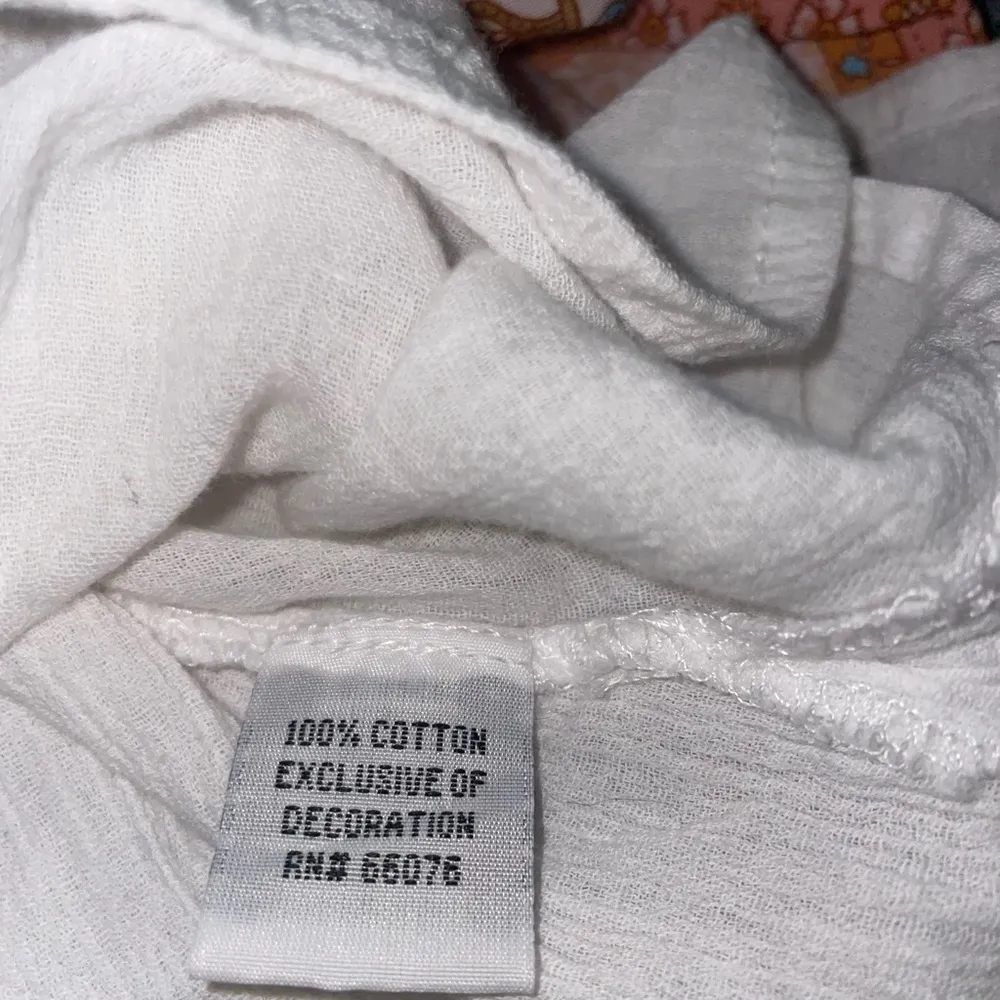 100% COTTON
EXCLUSIVE OF
DECORATION
RN# 66076